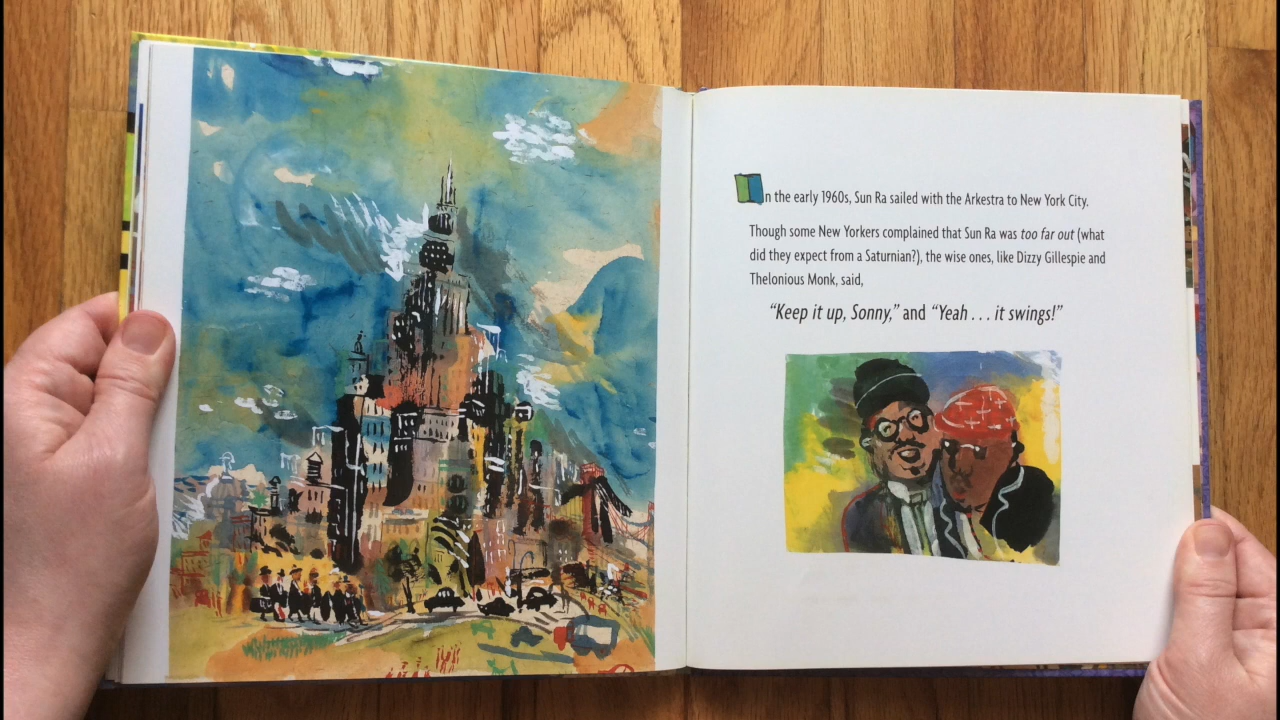 In the early 1960s, Sun Ra sailed with the Arkestra to New York City.
Though some New Yorkers complained that Sun Ra was too far out (what
did they expect from a Saturnian?), the wise ones, like Dizzy Gillespie and
Thelonious Monk, said,
“Keep it up, Sonny,” and “Yeah . . . it swings!”